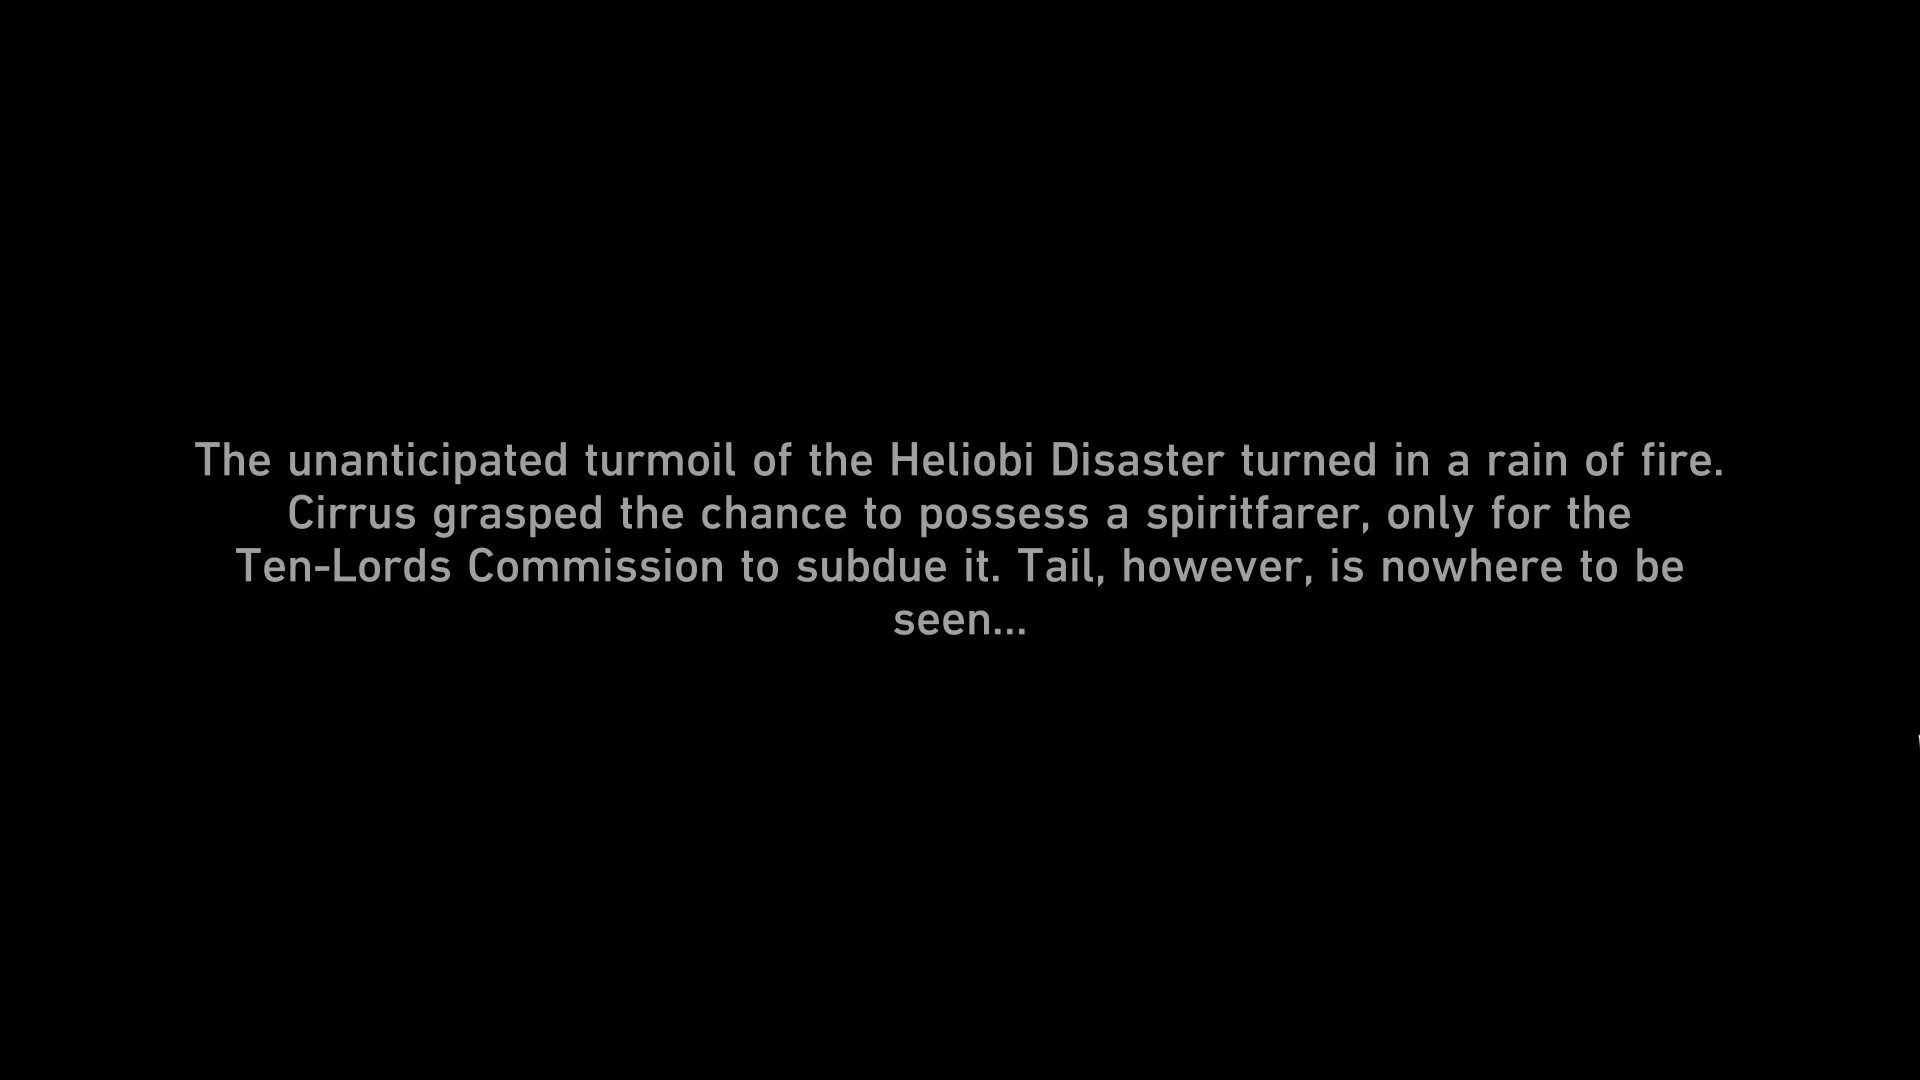 The unanticipated turmoil of the Heliobi Disaster turned in a rain of fire.
Cirrus grasped the chance to possess a spiritfarer, only for the
Ten-Lords Commission to subdue it. Tail, however, is nowhere to be
seen...